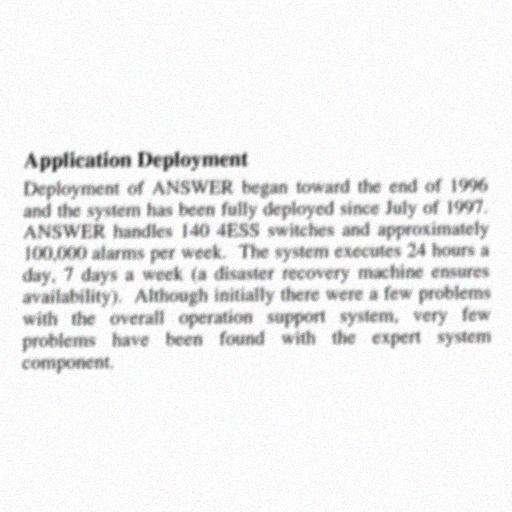 Application Deployment
Deployment of ANSWER began toward the end of 1996
and the system has been fully deployed since July of 1997.
ANSWER handles 140 4ESS switches and approximately
100,000 alarms per week. The system executes 24 hours a
day, 7 days a week (a disaster recovery machine ensures
availability). Although initially there were a few problems
with the overall operation support system, very few
problems have been found with the expert system
component.